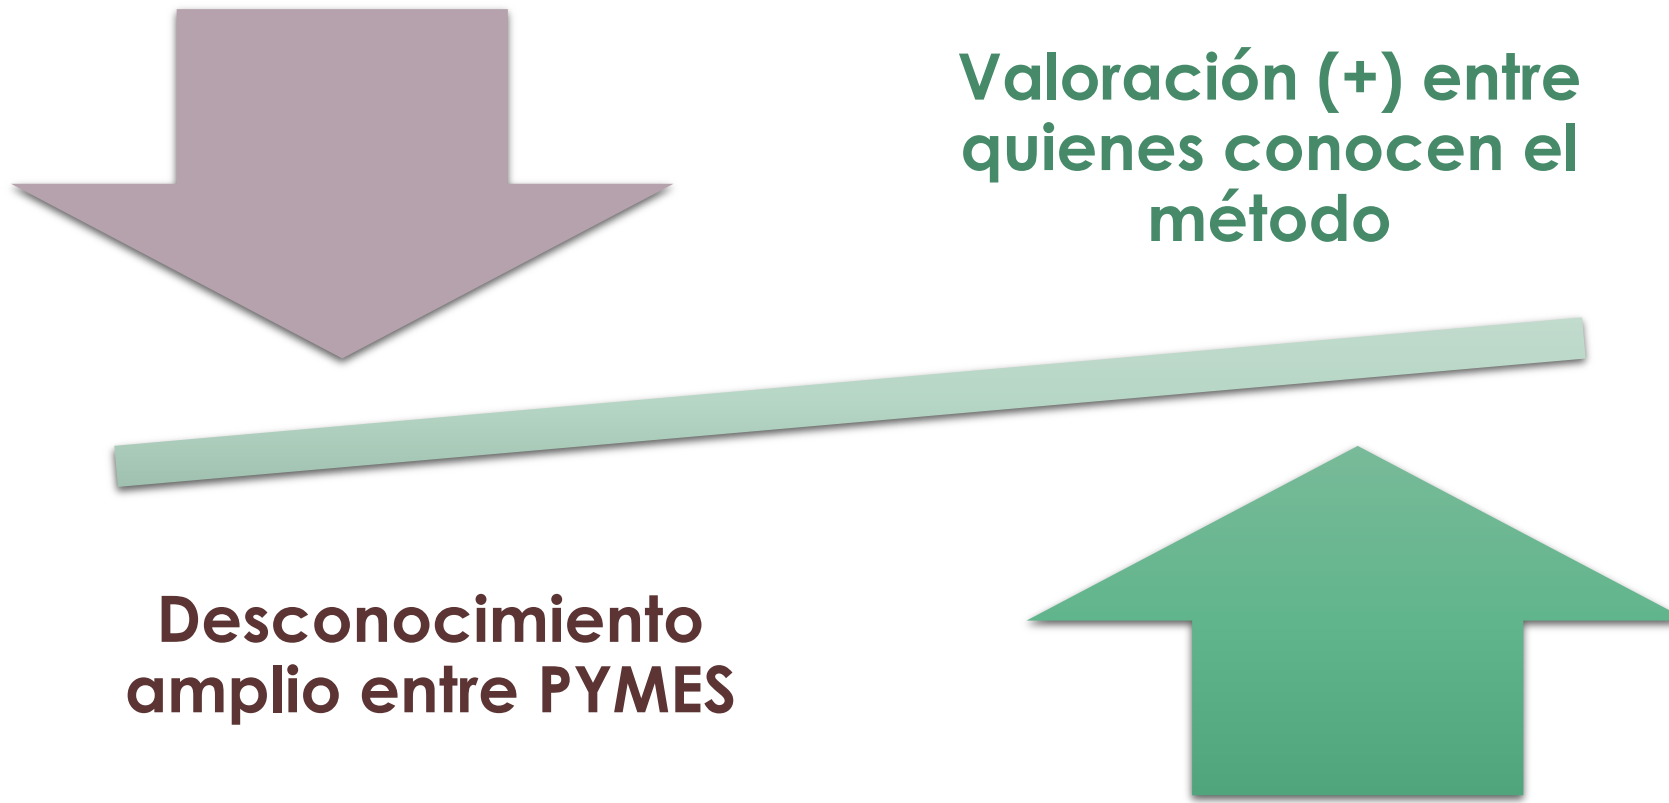 Valoración (+) entre
quienes conocen el
método
Desconocimiento
amplio entre PYMES